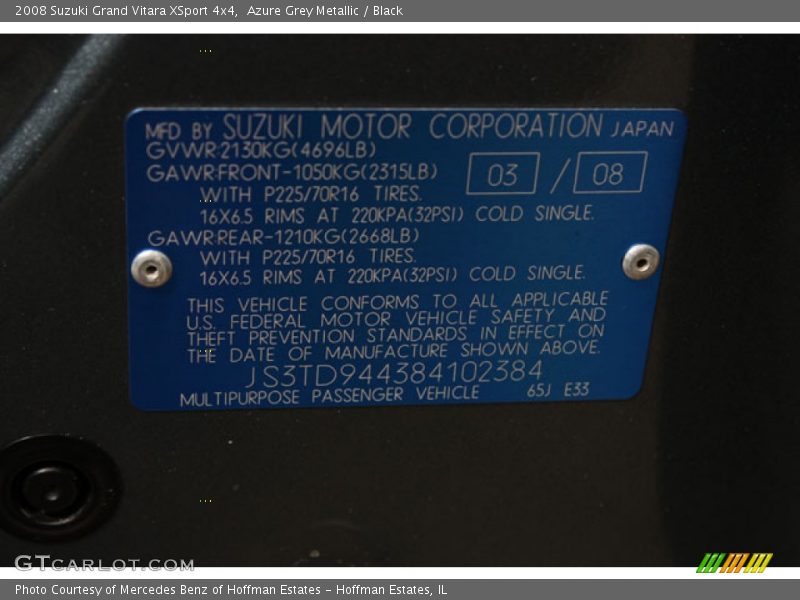 2008 Suzuki Grand Vitara XSport 4x4,  Azure Grey Metallic / Black
MFD BY SUZUKI MOTOR CORPORATION JAPAN
GVWR:2130KG(4696LB)
GAWR:FRONT-1050KG(2315LB) 03 / 08
WITH P225/70R16 TIRES.
16X6.5 RIMS AT 220KPA(32PSI) COLD SINGLE.
GAWR:REAR-1210KG(2668LB)
WITH P225/70R16 TIRES.
16X6.5 RIMS AT 220KPA(32PSI) COLD SINGLE.
THIS VEHICLE CONFORMS TO ALL APPLICABLE
U.S. FEDERAL MOTOR VEHICLE SAFETY AND
THEFT PREVENTION STANDARDS IN EFFECT ON
THE DATE OF MANUFACTURE SHOWN ABOVE.
JS3TD944384102384
MULTIPURPOSE PASSENGER VEHICLE 65J E33
GTCARLOT.COM
Photo Courtesy of Mercedes Benz of Hoffman Estates - Hoffman Estates, IL